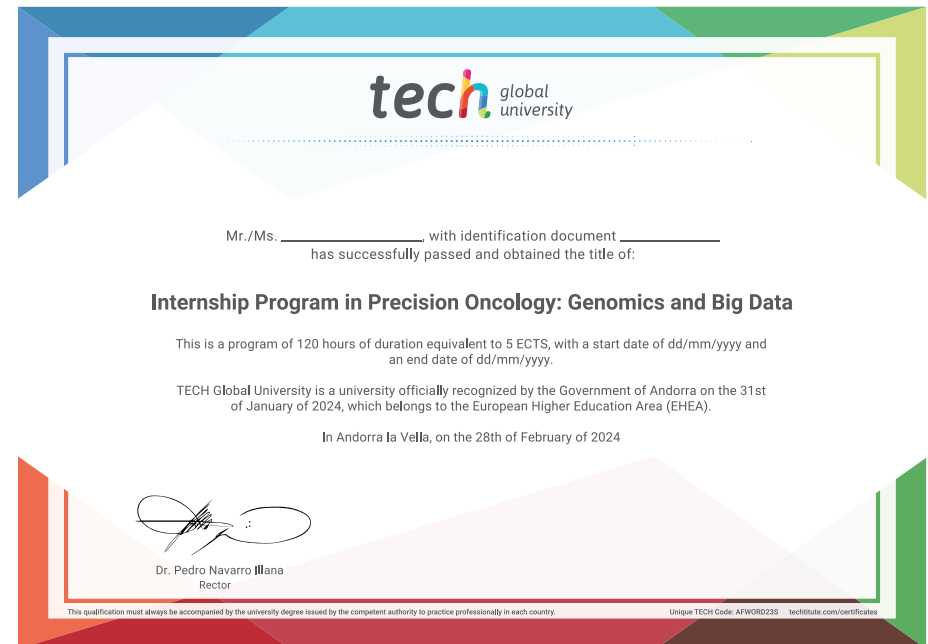 tech global university
Mr./Ms. ____________________, with identification document ______________
has successfully passed and obtained the title of:
Internship Program in Precision Oncology: Genomics and Big Data
This is a program of 120 hours of duration equivalent to 5 ECTS, with a start date of dd/mm/yyyy and
an end date of dd/mm/yyyy.
TECH Global University is a university officially recognized by the Government of Andorra on the 31st
of January of 2024, which belongs to the European Higher Education Area (EHEA).
In Andorra la Vella, on the 28th of February of 2024
Dr. Pedro Navarro Illana
Rector
This qualification must always be accompanied by the university degree issued by the competent authority to practice professionally in each country.
Unique TECH Code: AFWORD23S techtitute.com/certificates